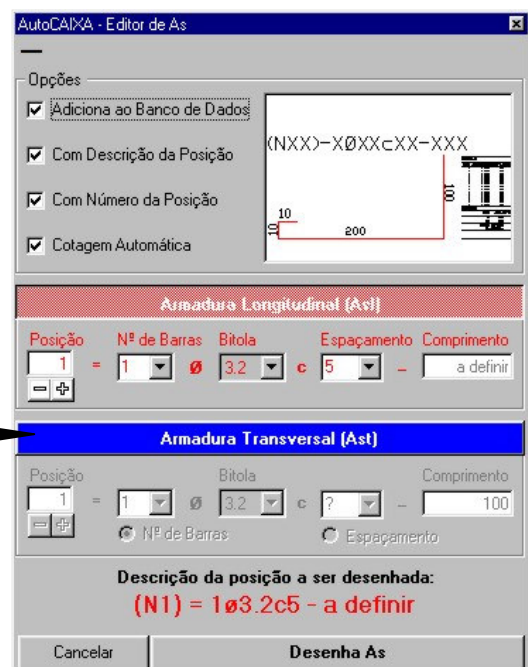 AutoCAIXA - Editor de As
Opções
Adiciona ao Banco de Dados
Com Descrição da Posição
Com Número da Posição
Cotagem Automática
(NXX)-XØXXcXX-XXX
100
10
10
200
Armadura Longitudinal (Asl)
Posição Nº de Barras Bitola Espaçamento Comprimento
1 = 1 ø 3.2 c 5 - a definir
Armadura Transversal (Ast)
Posição Bitola Comprimento
1 = 1 ø 3.2 c ? - 100
Nº de Barras Espaçamento
Descrição da posição a ser desenhada:
(N1) = 1ø3.2c5 - a definir
Cancelar Desenha As